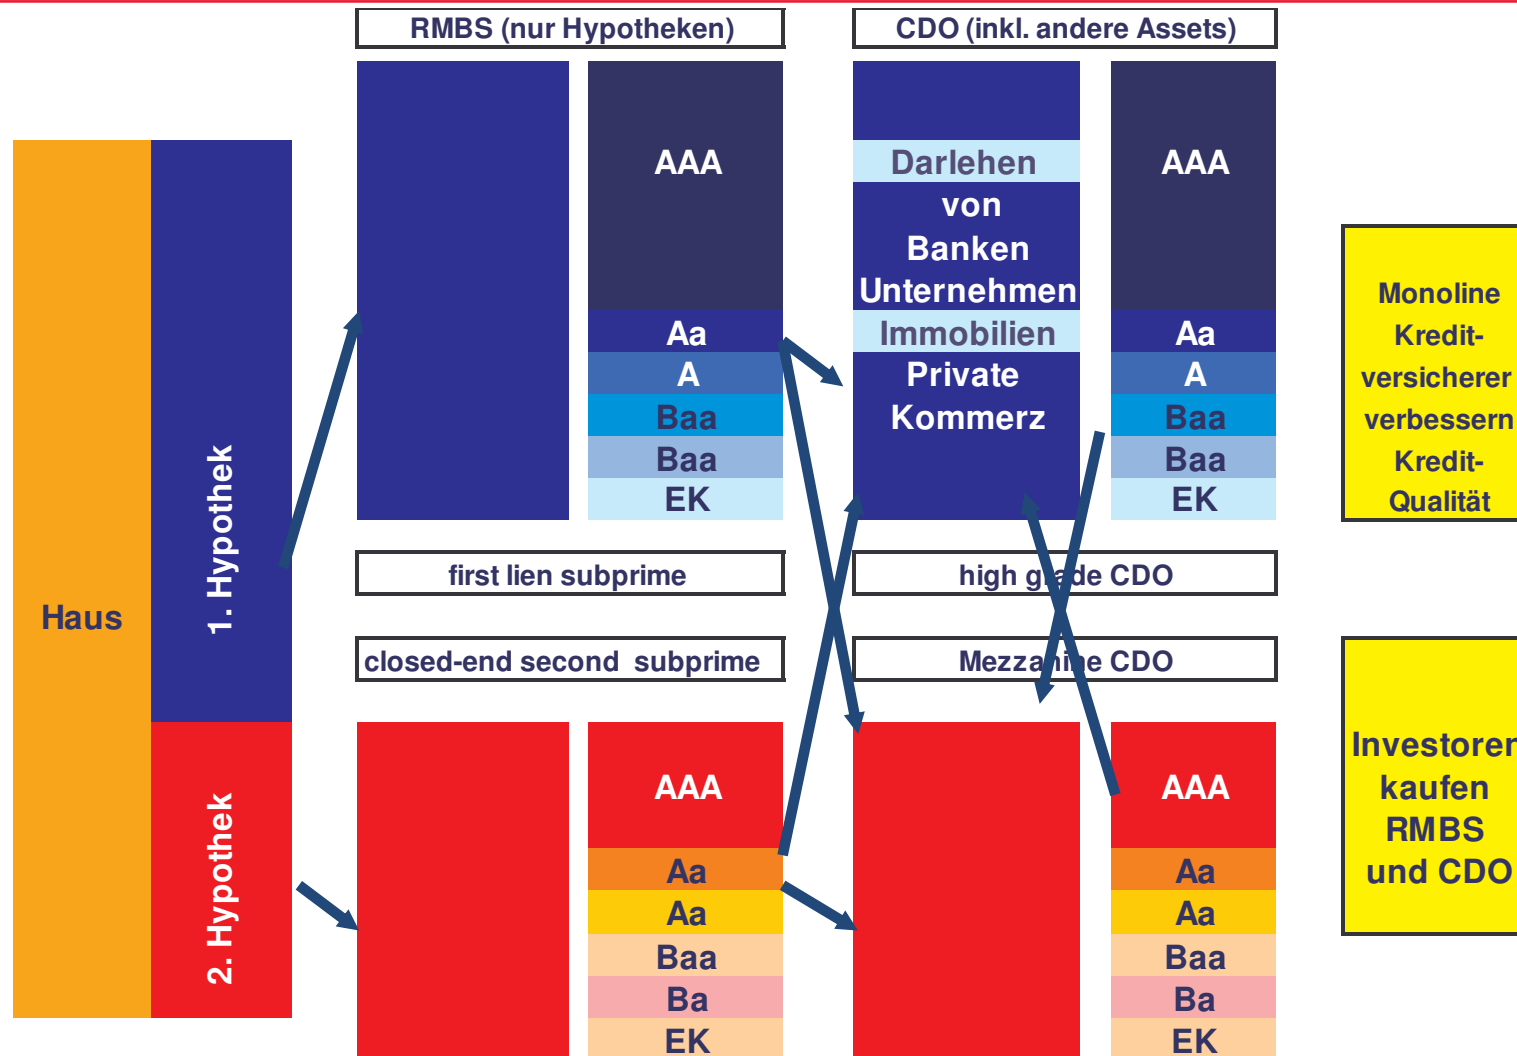 RMBS (nur Hypotheken)
CDO (inkl. andere Assets)
Haus
1. Hypothek
2. Hypothek
AAA
Aa
A
Baa
Baa
EK
Darlehen
von
Banken
Unternehmen
Immobilien
Private
Kommerz
AAA
Aa
A
Baa
Baa
EK
Monoline
Kredit-
versicherer
verbessern
Kredit-
Qualität
first lien subprime
high grade CDO
closed-end second subprime
Mezzanine CDO
AAA
Aa
Aa
Baa
Ba
EK
AAA
Aa
Aa
Baa
Ba
EK
Investoren
kaufen
RMBS
und CDO